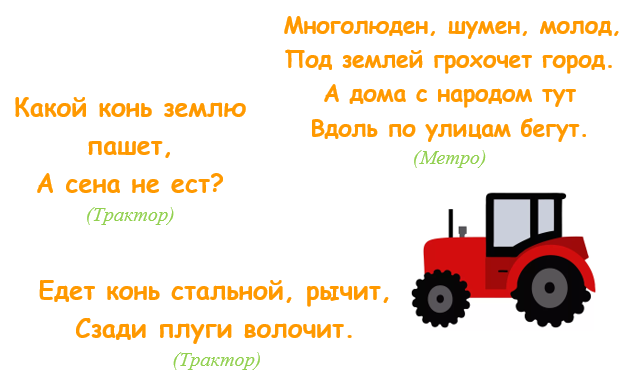 Многолюден, шумен, молод,
Под землей грохочет город.
А дома с народом тут
Вдоль по улицам бегут.
(Метро)
Какой конь землю
пашет,
А сена не ест?
(Трактор)
Едет конь стальной, рычит,
Сзади плуги волочит.
(Трактор)